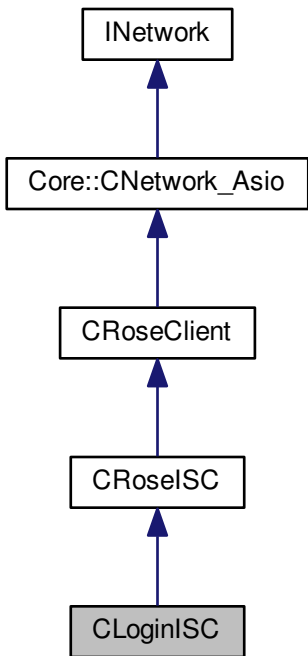 INetwork
Core::CNetwork_Asio
CRoseClient
CRoseISC
CLoginISC